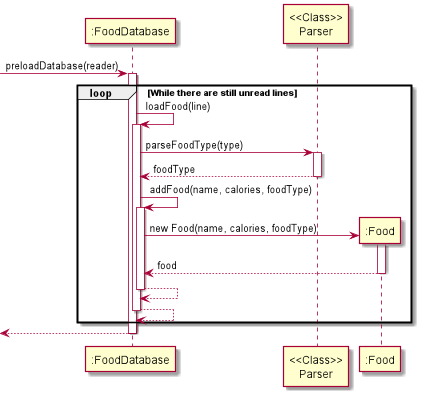 <<Class>>
:FoodDatabase
Parser
preloadDatabase(reader)
loop
[While there are still unread lines]
loadFood(line)
parseFoodType(type)
foodType
addFood(name, calories, foodType)
new Food(name, calories, foodType)
:Food
food
:FoodDatabase
<<Class>>
Parser
:Food